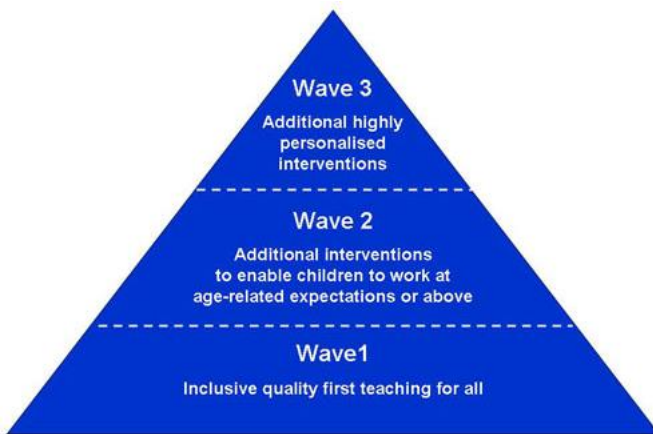 Wave 3
Additional highly
personalised
interventions
Wave 2
Additional interventions
to enable children to work at
age-related expectations or above
Wave1
Inclusive quality first teaching for all